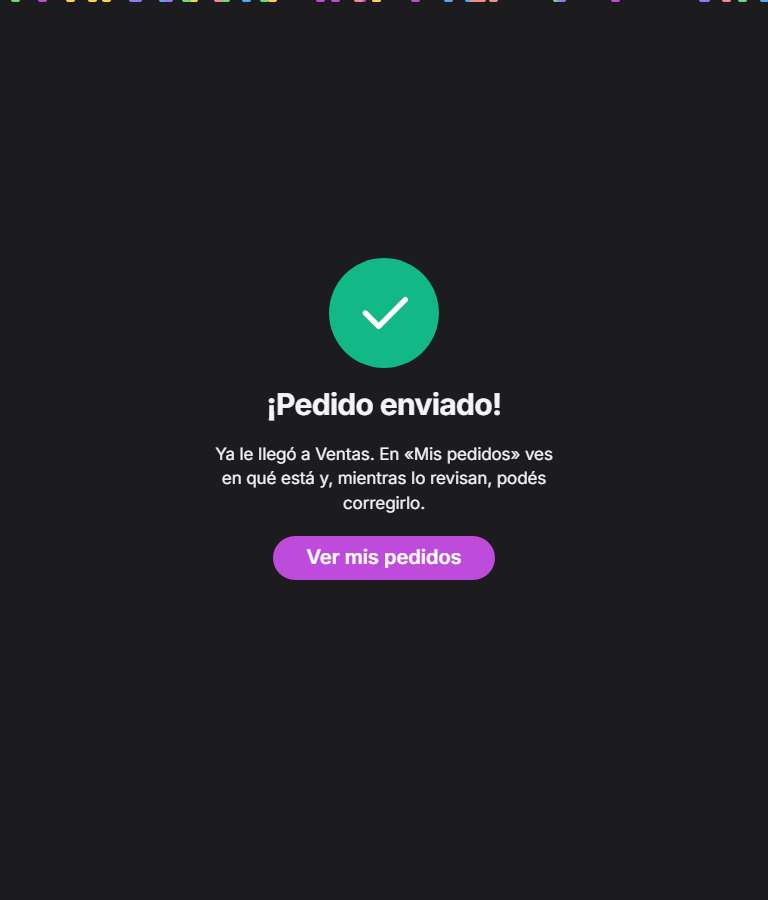 ¡Pedido enviado!
Ya le llegó a Ventas. En «Mis pedidos» ves
en qué está y, mientras lo revisan, podés
corregirlo.
Ver mis pedidos